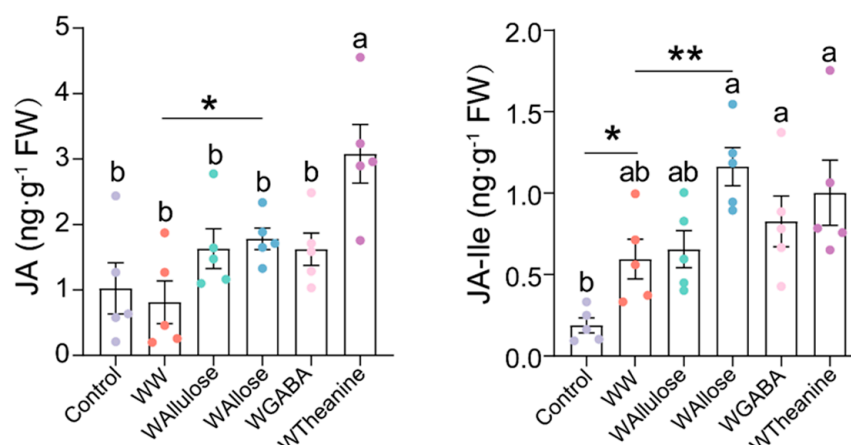 JA (ng·g⁻¹ FW)
5
4
3
2
1
0
*
b
b
b
b
b
a
Control
WW
WAllulose
WAllose
WGABA
WTheanine
JA-Ile (ng·g⁻¹ FW)
2.0
1.5
1.0
0.5
0.0
*
**
b
ab
ab
a
a
a
Control
WW
WAllulose
WAllose
WGABA
WTheanine